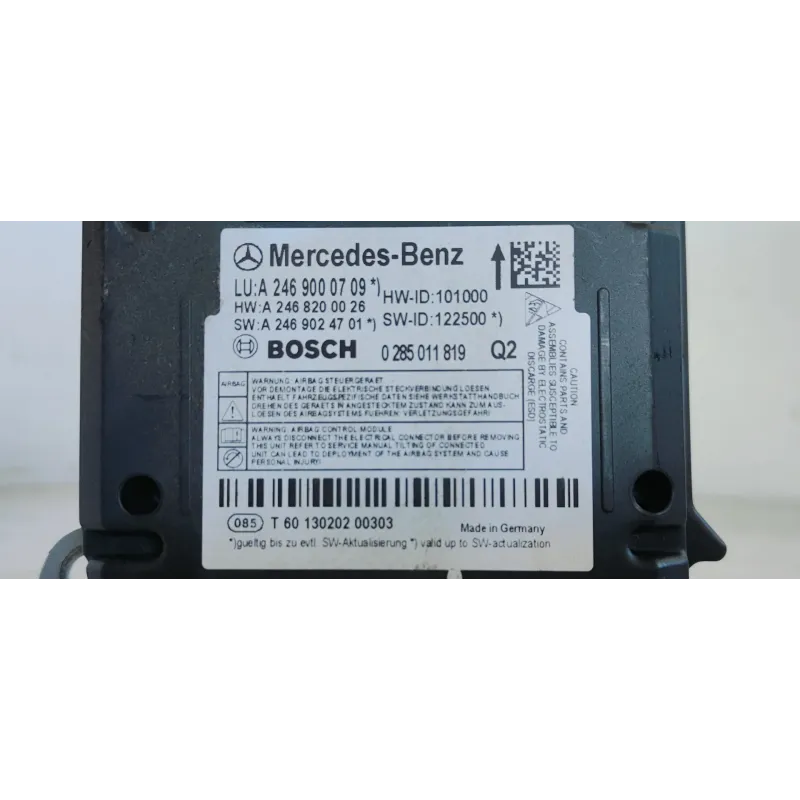 Mercedes-Benz
LU:A 246 900 07 09 *)
HW:A 246 820 00 26
SW:A 246 902 47 01 *)
HW-ID:101000
SW-ID:122500 *)
BOSCH 0 285 011 819 Q2
CAUTION
CONTAINS PARTS AND
ASSEMBLIES SUSCEPTIBLE TO
DAMAGE BY ELECTROSTATIC
DISCHARGE (ESD)
AIRBAG
WARNUNG: AIRBAGSTEUERGERAET
VOR DEMONTAGE DIE ELEKTRISCHE STECKVERBINDUNG LOESEN
ENTHAELT FAHRZEUGSPEZIFISCHE DATEN SIEHE WERKSTATTHANDBUCH
DREHEN DES GERAETS IN ANGESTECKTEM ZUSTAND KANN ZUM AUS-
LOESEN DES AIRBAGSYSTEMS FUEHREN: VERLETZUNGSGEFAHR!
WARNING: AIRBAG CONTROL MODULE
ALWAYS DISCONNECT THE ELECTRICAL CONNECTOR BEFORE REMOVING
THIS UNIT REFER TO SERVICE MANUAL TILTING OF CONNECTED
UNIT CAN LEAD TO DEPLOYMENT OF THE AIRBAG SYSTEM AND CAUSE
PERSONAL INJURY!
085 T 60 130202 00303 Made in Germany
*)gueltig bis zu evtl. SW-Aktualisierung *) valid up to SW-actualization